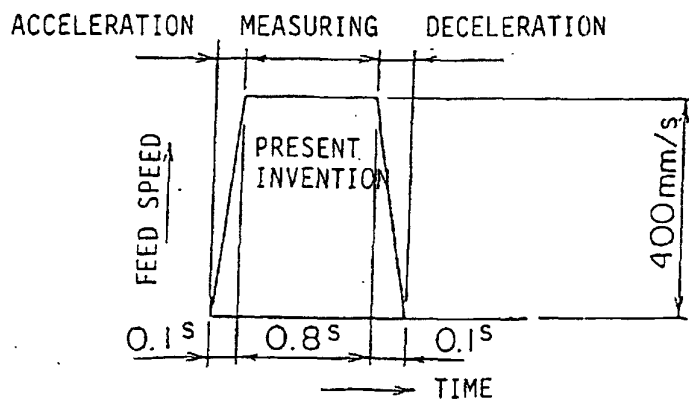 ACCELERATION MEASURING DECELERATION
PRESENT
INVENTION
FEED SPEED
400mm/s
0.1s 0.8s 0.1s
TIME